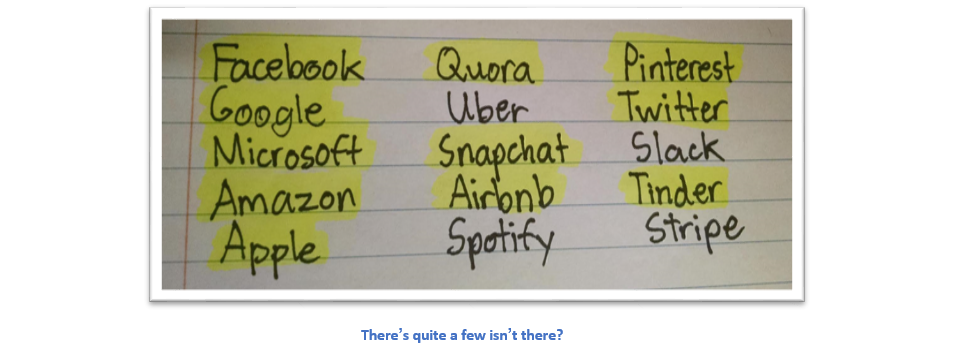 Facebook
Google
Microsoft
Amazon
Apple
Quora
Uber
Snapchat
Airbnb
Spotify
Pinterest
Twitter
Slack
Tinder
Stripe
There's quite a few isn't there?